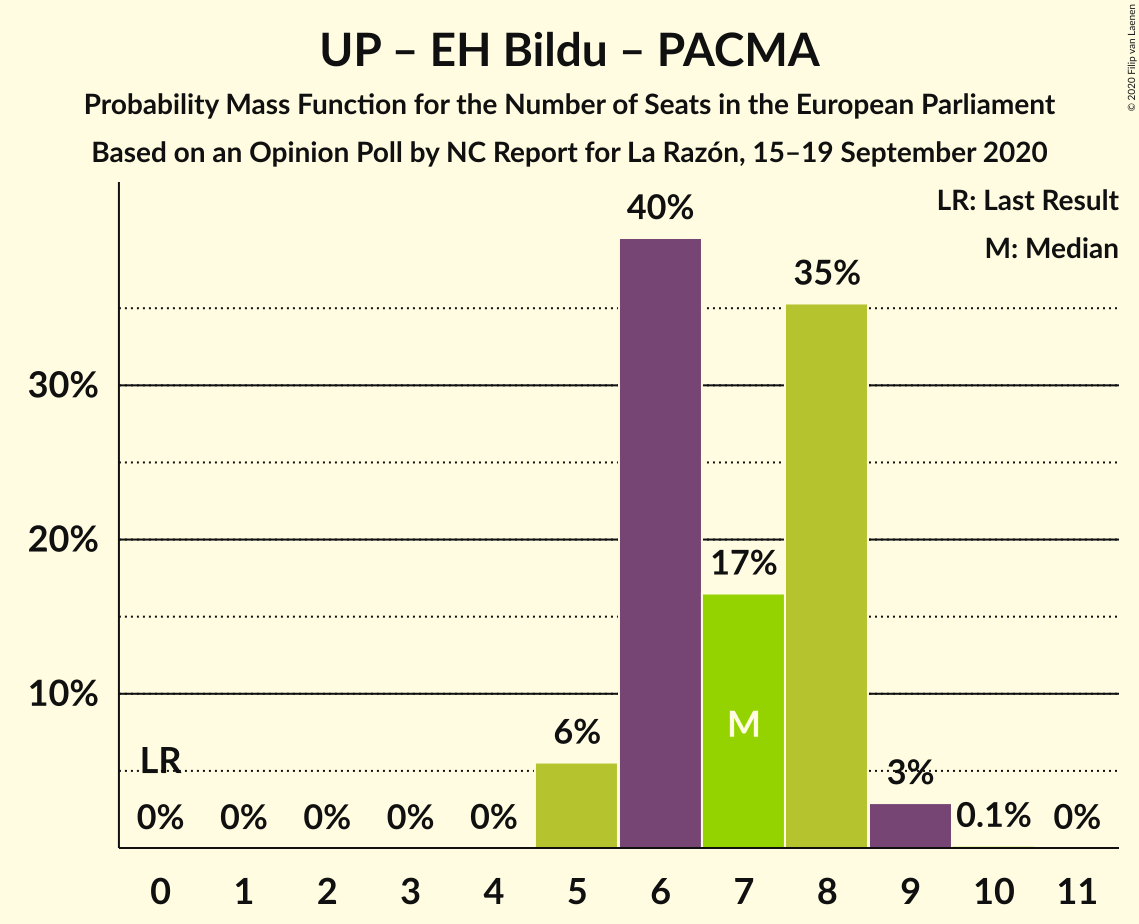 UP – EH Bildu – PACMA
Probability Mass Function for the Number of Seats in the European Parliament
Based on an Opinion Poll by NC Report for La Razón, 15–19 September 2020
© 2020 Filip van Laenen
LR: Last Result
M: Median
40%
35%
30%
20%
17%
10%
M
6%
LR
3%
0% 0% 0% 0% 0% 0.1% 0%
0 1 2 3 4 5 6 7 8 9 10 11